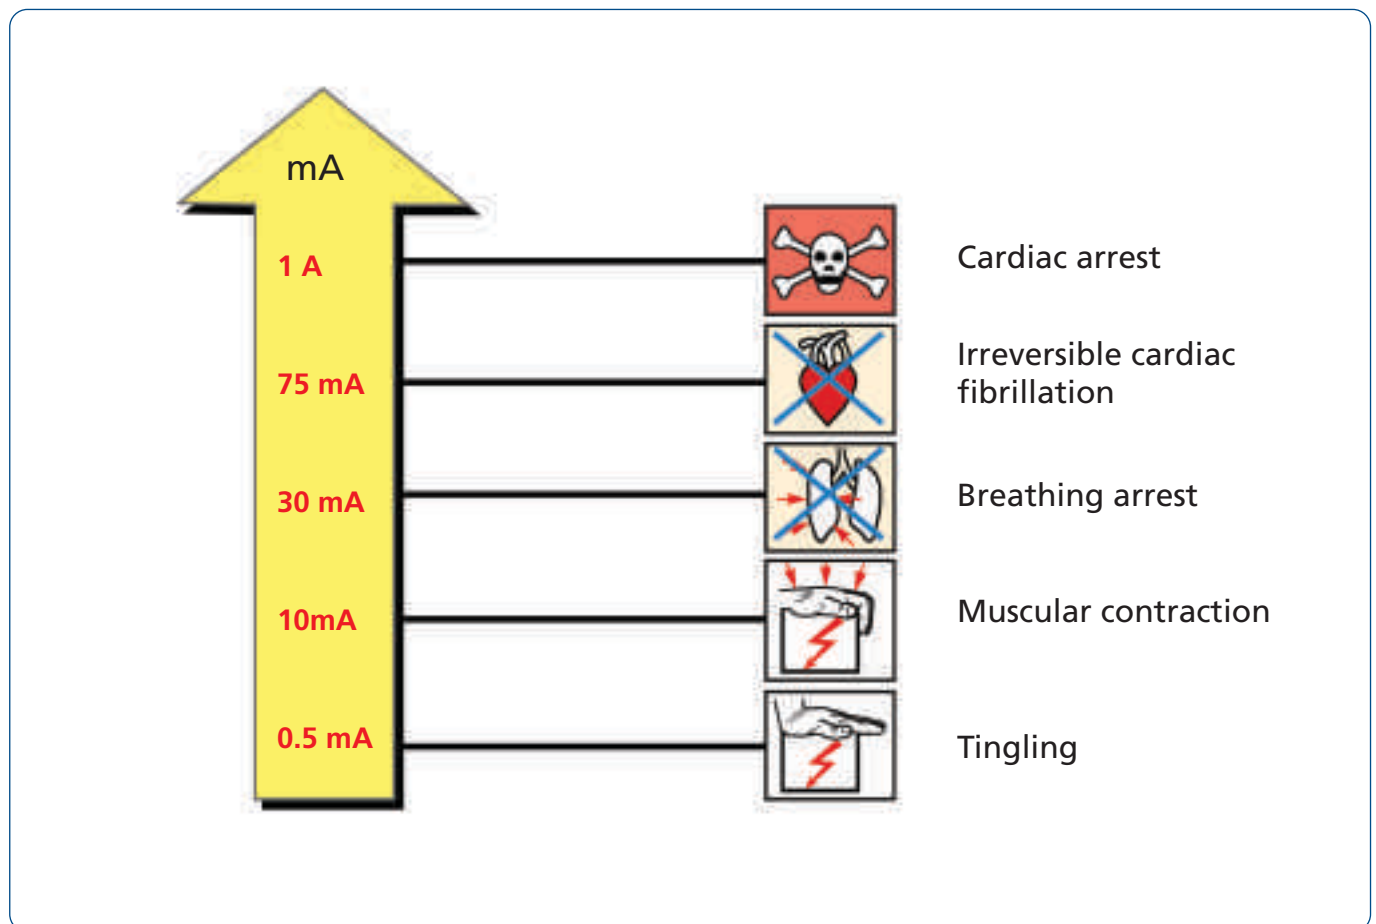 mA
1 A
Cardiac arrest
75 mA
Irreversible cardiac
fibrillation
30 mA
Breathing arrest
10mA
Muscular contraction
0.5 mA
Tingling